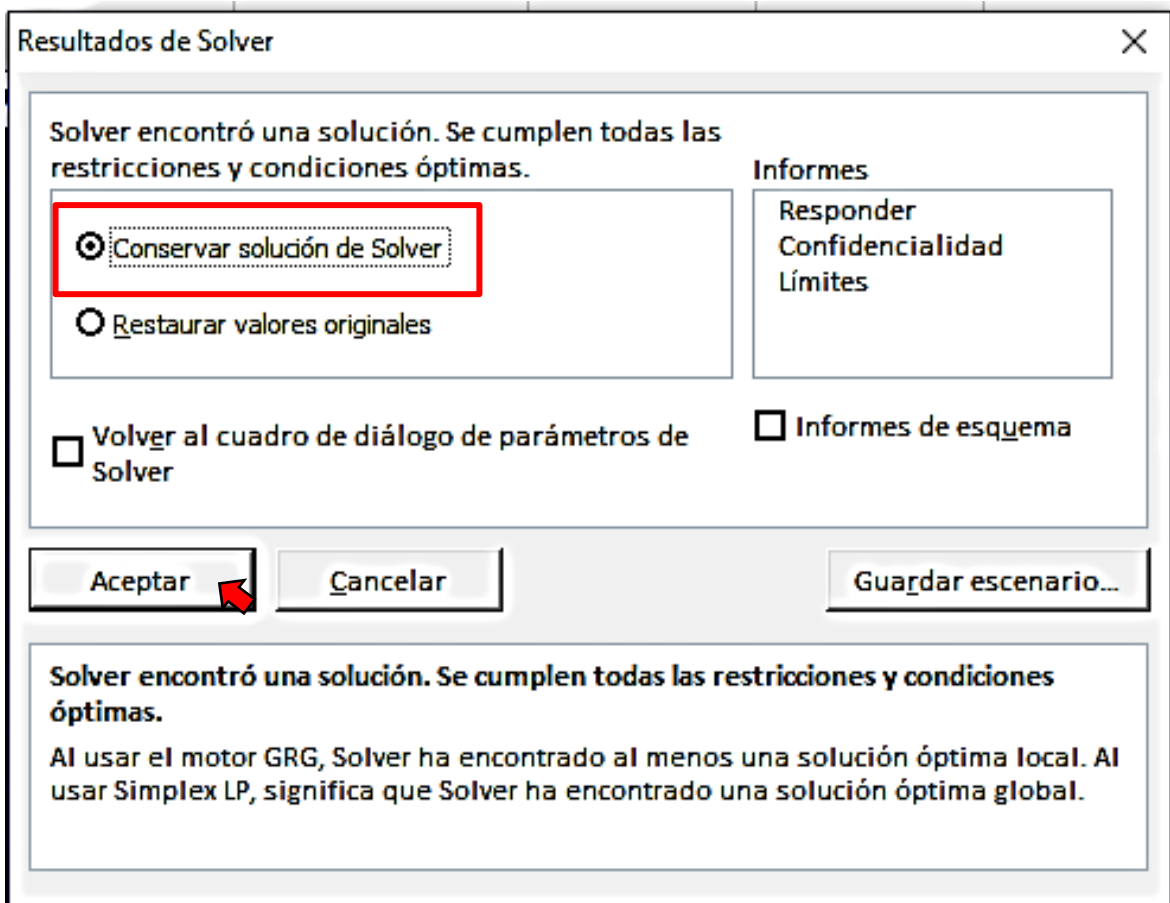 Resultados de Solver
Solver encontró una solución. Se cumplen todas las
restricciones y condiciones óptimas.
Informes
Responder
Confidencialidad
Límites
Conservar solución de Solver
Restaurar valores originales
Volver al cuadro de diálogo de parámetros de
Solver
Informes de esquema
Aceptar
Cancelar
Guardar escenario...
Solver encontró una solución. Se cumplen todas las restricciones y condiciones
óptimas.
Al usar el motor GRG, Solver ha encontrado al menos una solución óptima local. Al
usar Simplex LP, significa que Solver ha encontrado una solución óptima global.